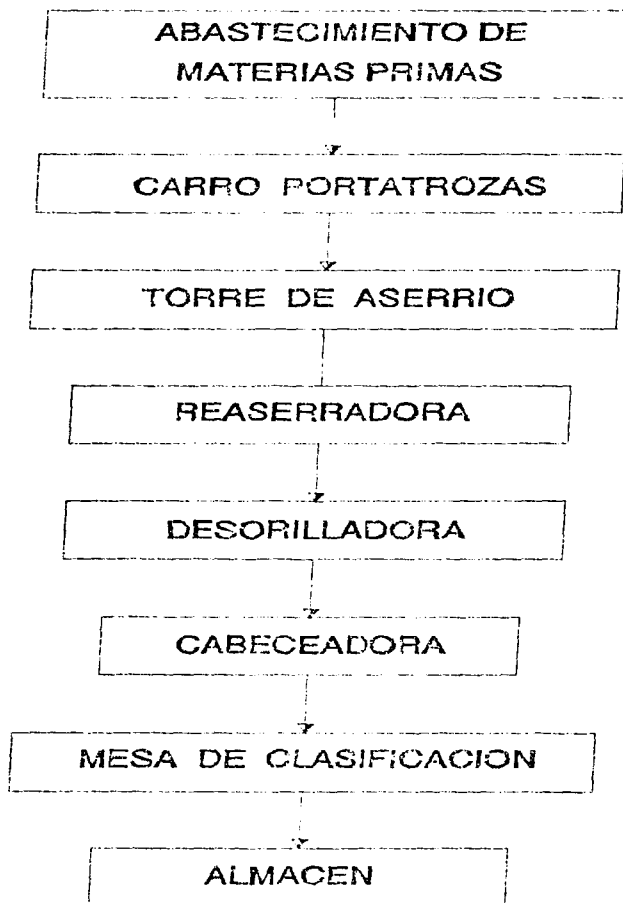 ABASTECIMIENTO DE
MATERIAS PRIMAS
CARRO PORTATROZAS
TORRE DE ASERRIO
REASERRADORA
DESORILLADORA
CABECEADORA
MESA DE CLASIFICACION
ALMACEN